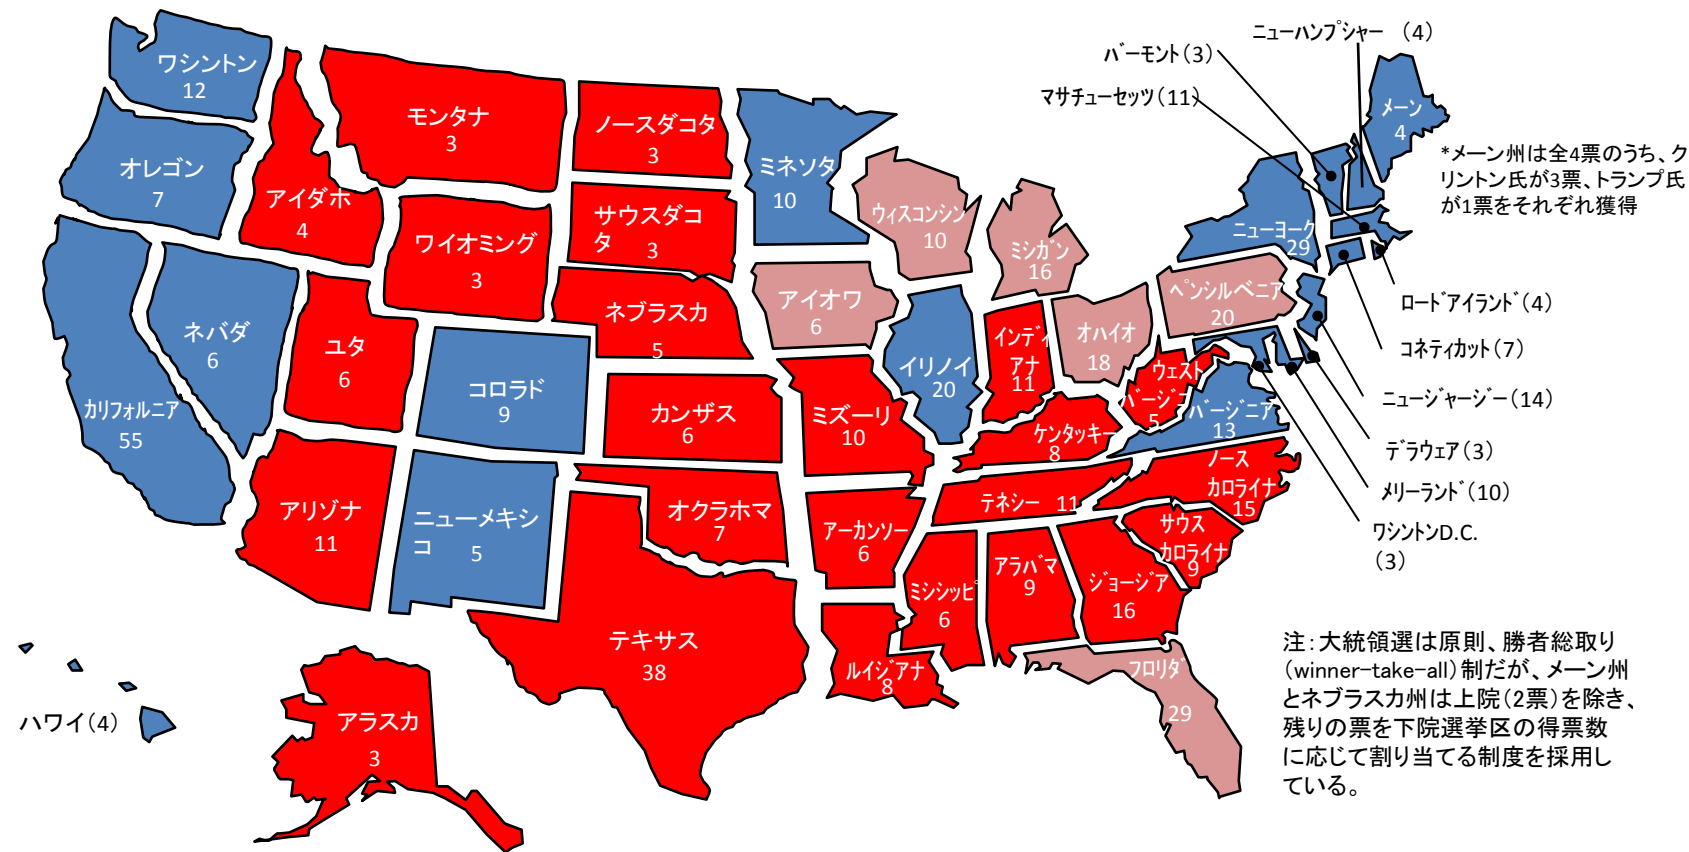 ワシントン
12
オレゴン
7
カリフォルニア
55
ネバダ
6
アイダホ
4
モンタナ
3
ワイオミング
3
ユタ
6
アリゾナ
11
コロラド
9
ニューメキシ
コ
5
ノースダコタ
3
サウスダコ
タ
3
ネブラスカ
5
カンザス
6
オクラホマ
7
テキサス
38
ミネソタ
10
アイオワ
6
ミズーリ
10
アーカンソー
6
ルイジアナ
8
ウィスコンシン
10
イリノイ
20
ミシガン
16
インディ
アナ
11
オハイオ
18
ケンタッキー
8
テネシー 11
ミシシッピ
6
アラバマ
9
ジョージア
16
フロリダ
29
サウス
カロライナ
9
ノース
カロライナ
15
バージニア
13
ウェスト
バージニ
5
ペンシルベニア
20
ニューヨーク
29
メーン
4
ニューハンプシャー (4)
バーモント(3)
マサチューセッツ(11)
*メーン州は全4票のうち、ク
リントン氏が3票、トランプ氏
が1票をそれぞれ獲得
ロードアイランド(4)
コネティカット(7)
ニュージャージー(14)
デラウェア(3)
メリーランド(10)
ワシントンD.C.
(3)
ハワイ(4)
アラスカ
3
注:大統領選は原則、勝者総取り
(winner-take-all)制だが、メーン州
とネブラスカ州は上院(2票)を除き、
残りの票を下院選挙区の得票数
に応じて割り当てる制度を採用し
ている。